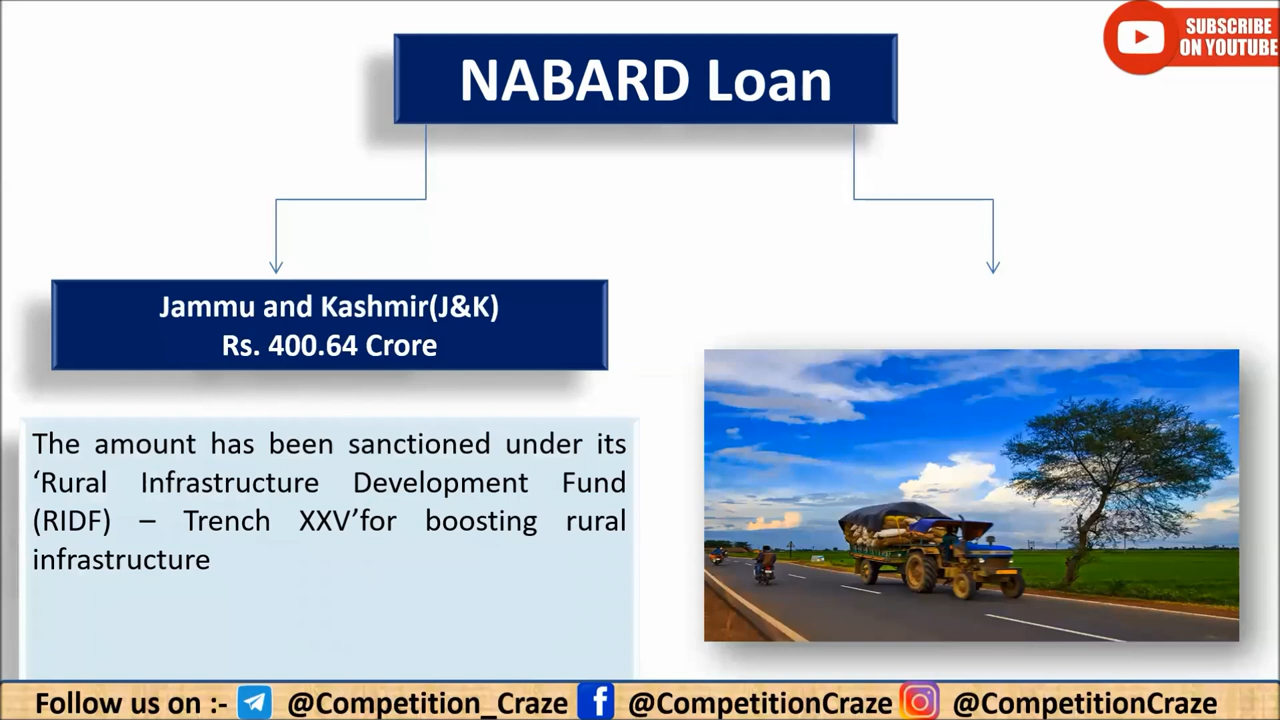 SUBSCRIBE
ON YOUTUBE
NABARD Loan
Jammu and Kashmir(J&K)
Rs. 400.64 Crore
The amount has been sanctioned under its
‘Rural Infrastructure Development Fund
(RIDF) – Trench XXV’for boosting rural
infrastructure
Follow us on :- @Competition_Craze @CompetitionCraze @CompetitionCraze